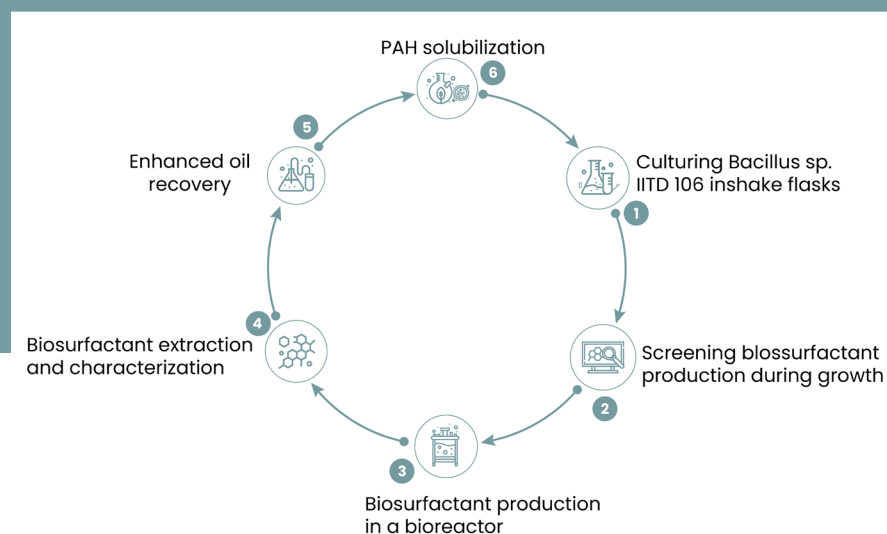 PAH solubilization
6
5
Enhanced oil
recovery
Culturing Bacillus sp.
IITD 106 inshake flasks
1
4
Biosurfactant extraction
and characterization
Screening blossurfactant
production during growth
2
3
Biosurfactant production
in a bioreactor